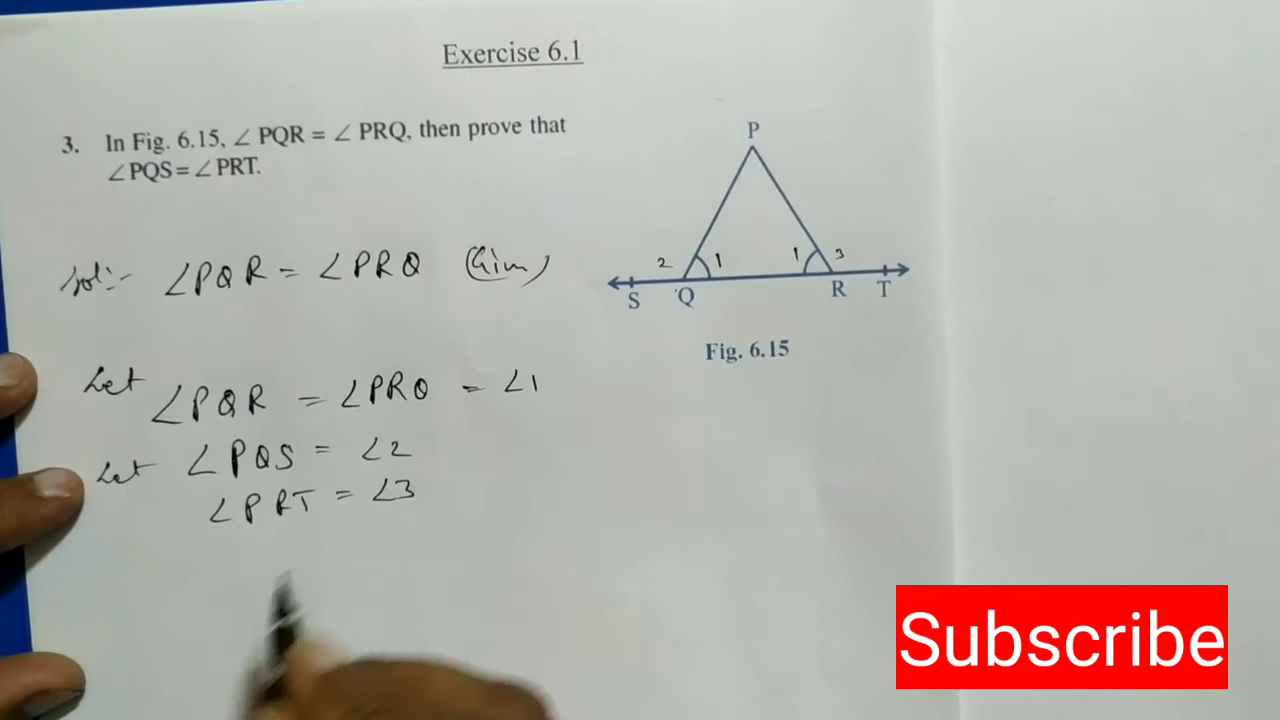 Exercise 6.1
3. In Fig. 6.15, ∠ PQR = ∠ PRQ, then prove that
∠PQS = ∠PRT.
P
2
1
1
3
S
Q
R
T
Fig. 6.15
Sol:- ∠PQR = ∠PRQ
Let ∠PQR = ∠PRQ = ∠1
Let ∠PQS = ∠2
∠PRT = ∠3
Subscribe